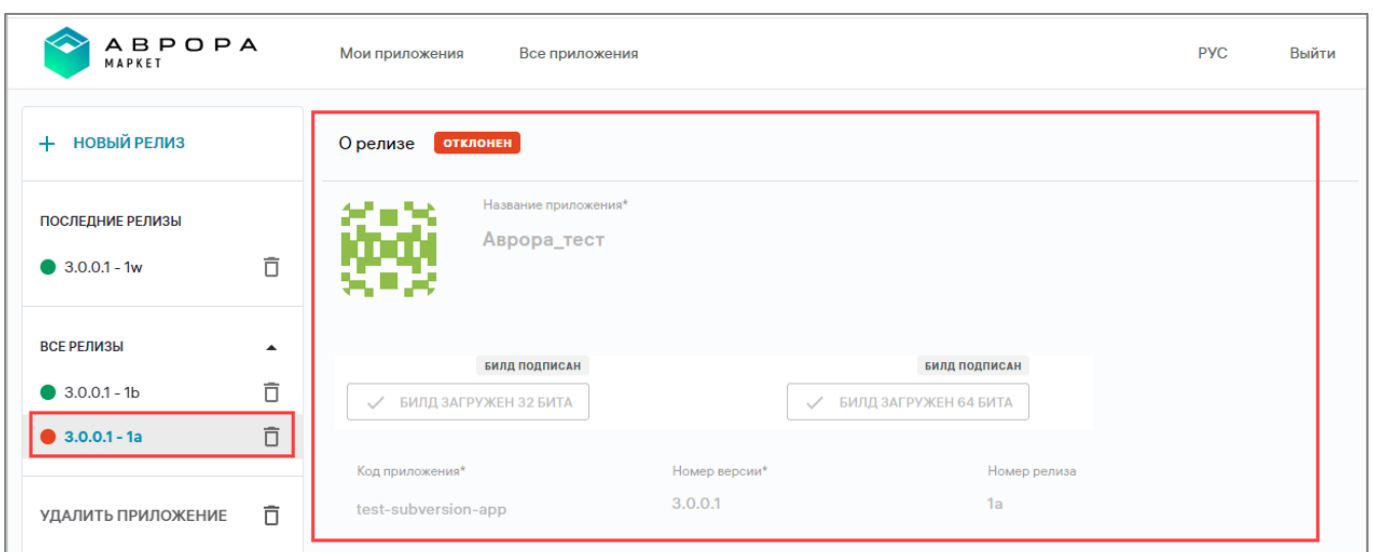 АВРОРА
МАРКЕТ
Мои приложения
Все приложения
РУС
Выйти
+ НОВЫЙ РЕЛИЗ
ПОСЛЕДНИЕ РЕЛИЗЫ
3.0.0.1 - 1w
ВСЕ РЕЛИЗЫ
3.0.0.1 - 1b
3.0.0.1 - 1a
УДАЛИТЬ ПРИЛОЖЕНИЕ
О релизе ОТКЛОНЕН
Название приложения*
Аврора_тест
БИЛД ПОДПИСАН
БИЛД ЗАГРУЖЕН 32 БИТА
БИЛД ПОДПИСАН
БИЛД ЗАГРУЖЕН 64 БИТА
Код приложения*
test-subversion-app
Номер версии*
3.0.0.1
Номер релиза
1a